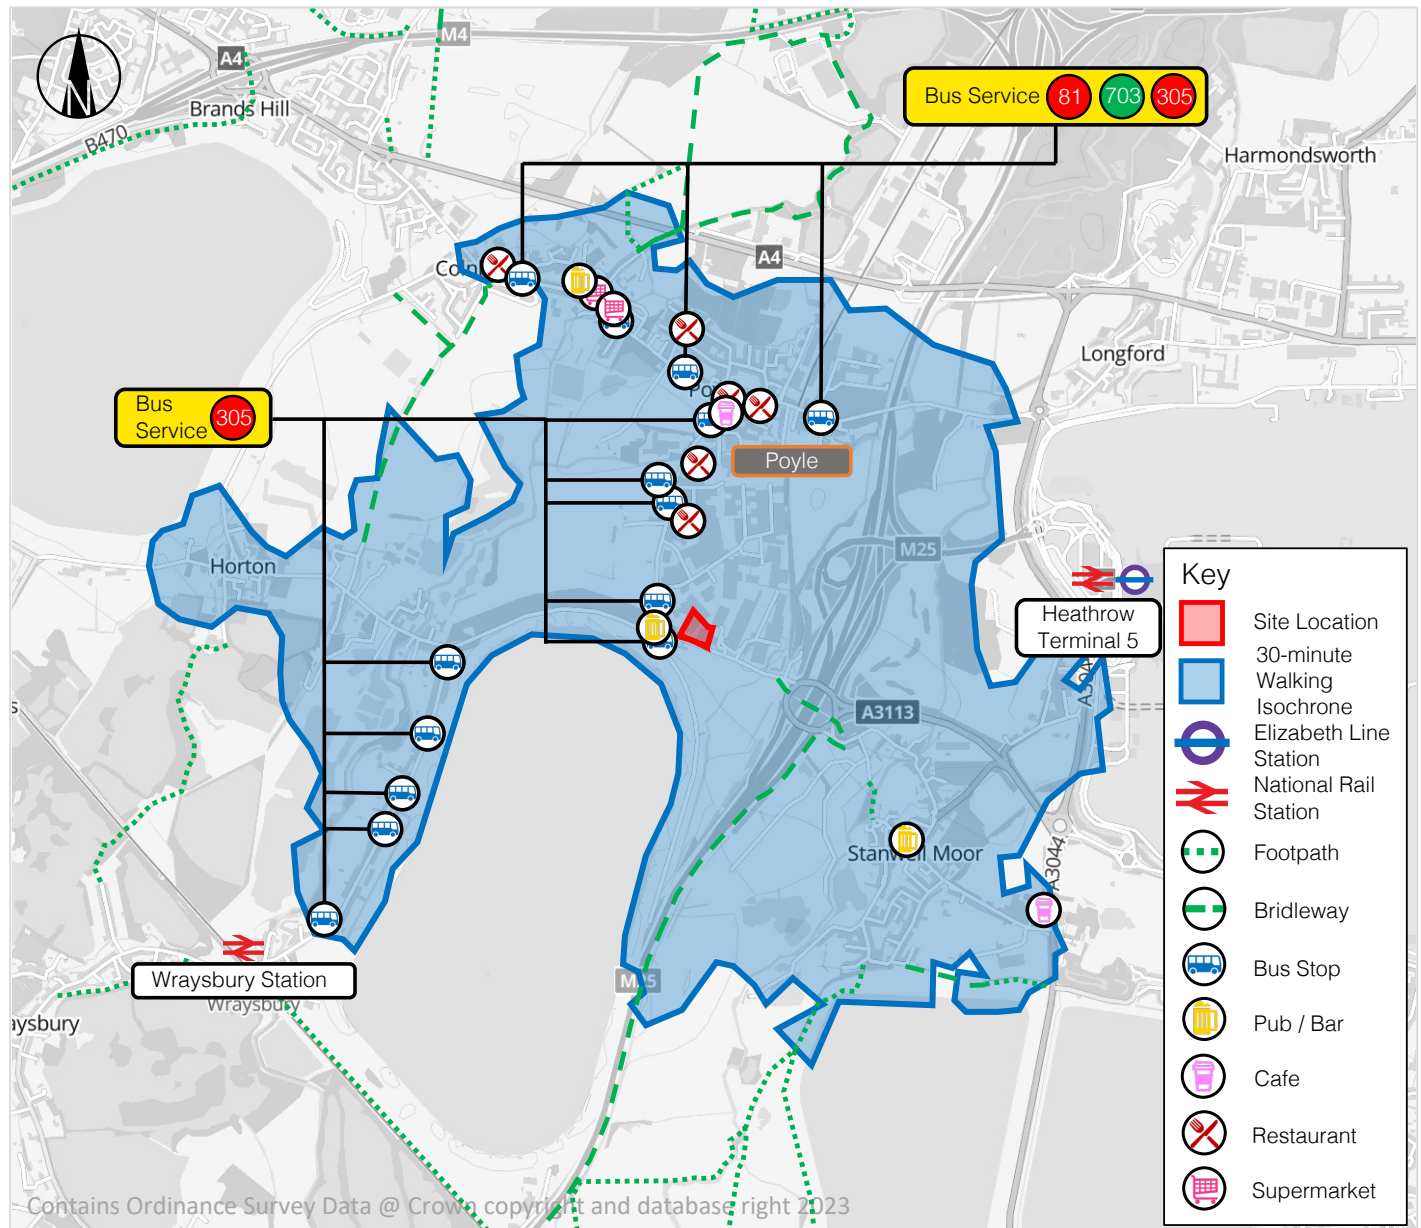 M4
A4
Brands Hill
B470
N
Bus Service 81 703 305
Harmondsworth
A4
Longford
Bus
Service 305
Poyle
M25
Horton
Heathrow
Terminal 5
A3113
Stanwell Moor
A3044
M25
Wraysbury Station
Wraysbury
aysbury
Key
Site Location
30-minute
Walking
Isochrone
Elizabeth Line
Station
National Rail
Station
Footpath
Bridleway
Bus Stop
Pub / Bar
Cafe
Restaurant
Supermarket
Contains Ordinance Survey Data @ Crown copyright and database right 2023